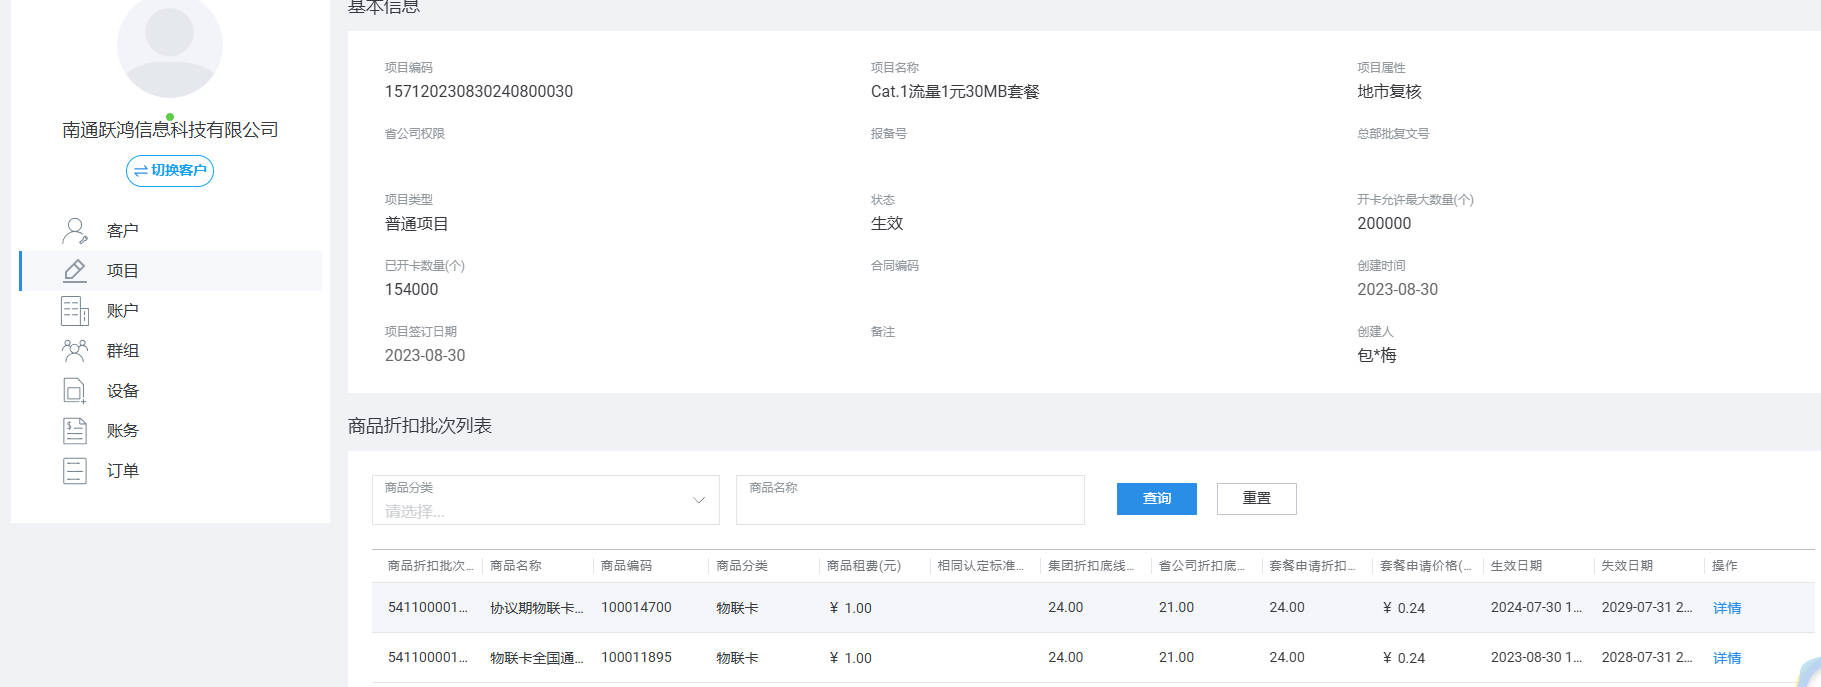 南通跃鸿信息科技有限公司
切换客户
客户
项目
账户
群组
设备
账务
订单
基本信息
项目编码 项目名称 项目属性
157120230830240800030 Cat.1流量1元30MB套餐 地市复核
省公司权限 报备号 总部批复文号
项目类型 状态 开卡允许最大数量(个)
普通项目 生效 200000
已开卡数量(个) 合同编码 创建时间
154000 2023-08-30
项目签订日期 备注 创建人
2023-08-30 包*梅
商品折扣批次列表
商品分类 商品名称
请选择... 查询 重置
商品折扣批次... 商品名称 商品编码 商品分类 商品租费(元) 相同认定标准... 集团折扣底线... 省公司折扣底... 套餐申请折扣... 套餐申请价格(... 生效日期 失效日期 操作
541100001... 协议期物联卡... 100014700 物联卡 ¥ 1.00 24.00 21.00 24.00 ¥ 0.24 2024-07-30 1... 2029-07-31 2... 详情
541100001... 物联卡全国通... 100011895 物联卡 ¥ 1.00 24.00 21.00 24.00 ¥ 0.24 2023-08-30 1... 2028-07-31 2... 详情